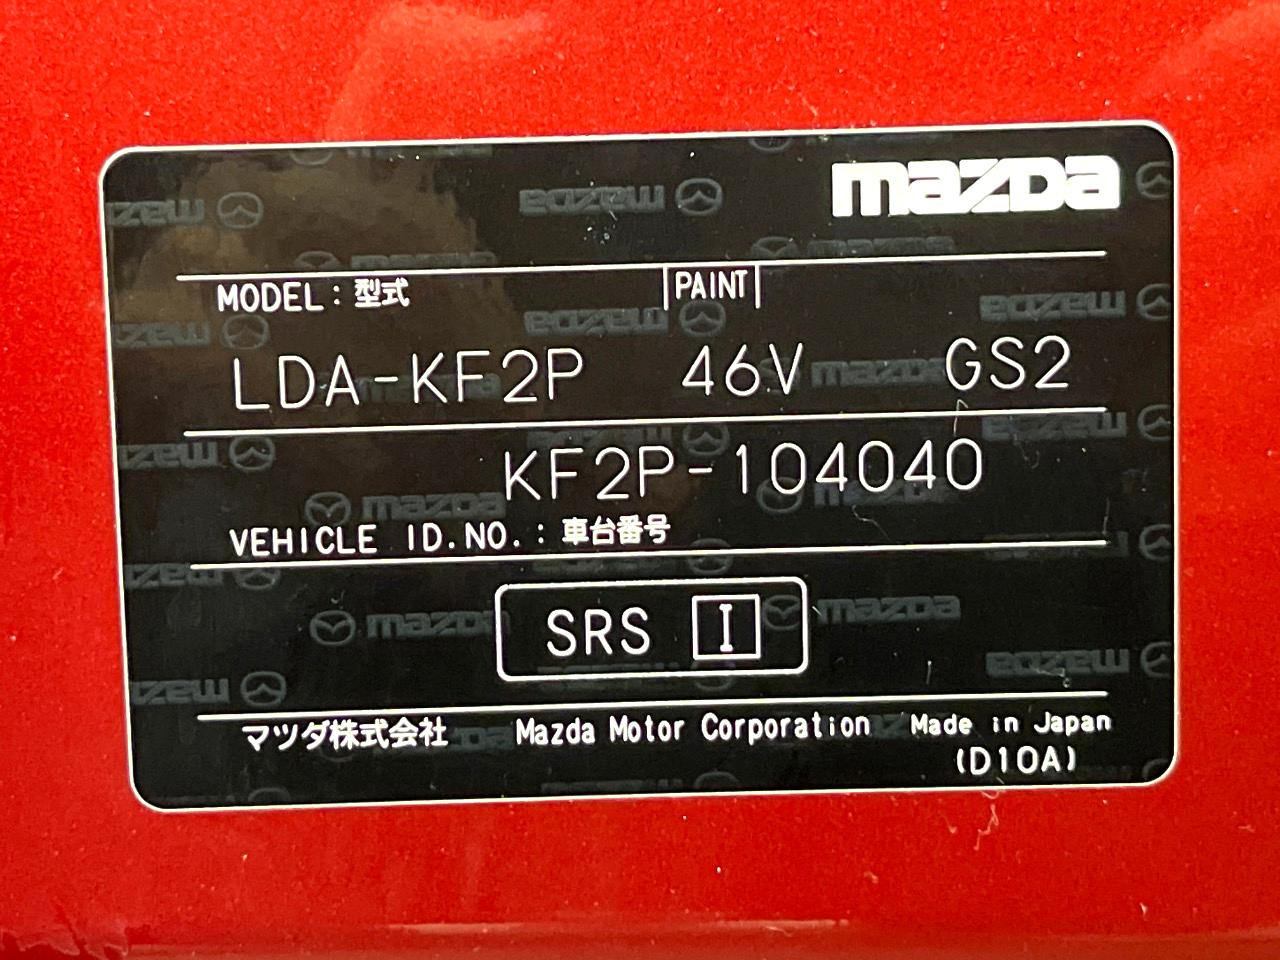 mazda
MODEL : 型式 PAINT
LDA-KF2P 46V GS2
KF2P-104040
VEHICLE ID.NO. : 車台番号
SRS I
マツダ株式会社 Mazda Motor Corporation Made in Japan
(D10A)